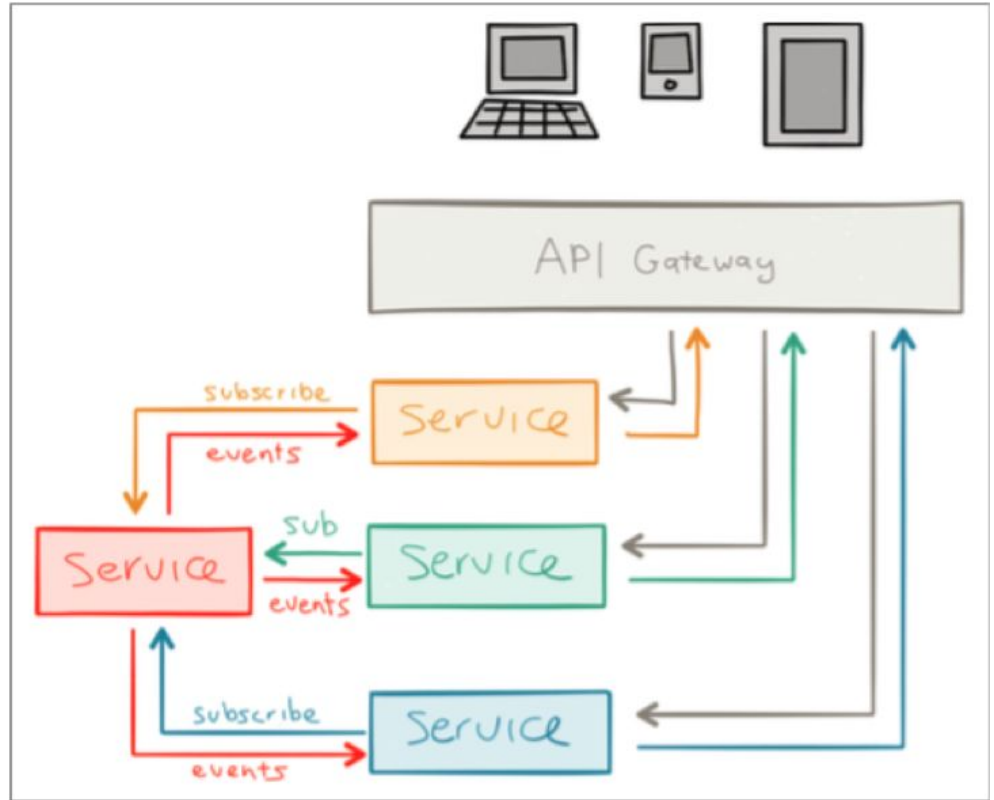 API Gateway
subscribe
Service
events
sub
Service
Service
events
subscribe
Service
events